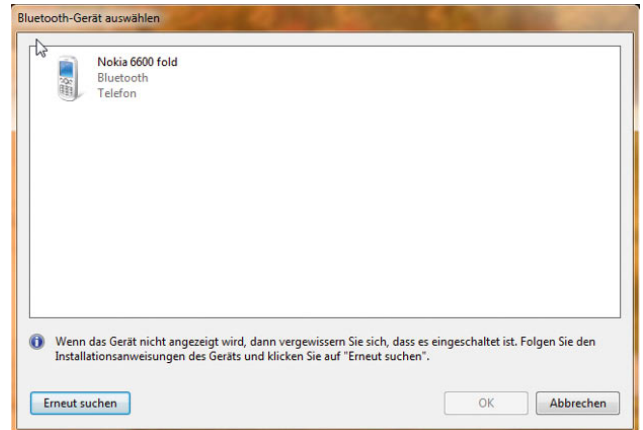 Bluetooth-Gerät auswählen
Nokia 6600 fold
Bluetooth
Telefon
Wenn das Gerät nicht angezeigt wird, dann vergewissern Sie sich, dass es eingeschaltet ist. Folgen Sie den
Installationsanweisungen des Geräts und klicken Sie auf "Erneut suchen".
Erneut suchen
OK
Abbrechen